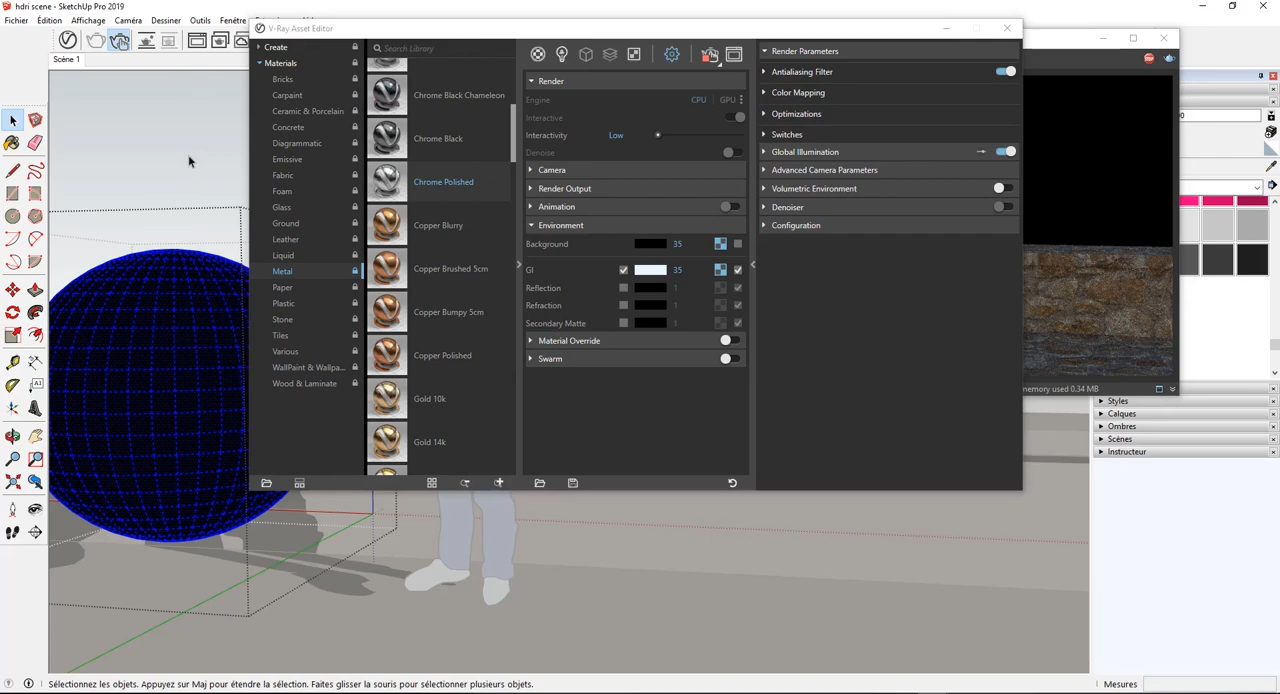 hdri scene - SketchUp Pro 2019
Fichier Édition Affichage Caméra Dessiner Outils Fenêtre
Scène 1
V-Ray Asset Editor
Create
Materials
Bricks
Carpaint
Ceramic & Porcelain
Concrete
Diagrammatic
Emissive
Fabric
Foam
Glass
Ground
Leather
Liquid
Metal
Paper
Plastic
Stone
Tiles
Various
WallPaint & Wallpa...
Wood & Laminate
Search Library
Chrome Black Chameleon
Chrome Black
Chrome Polished
Copper Blurry
Copper Brushed 5cm
Copper Bumpy 5cm
Copper Polished
Gold 10k
Gold 14k
Render
Engine CPU GPU
Interactive
Interactivity Low
Denoise
Camera
Render Output
Animation
Environment
Background 35
GI 35
Reflection 1
Refraction 1
Secondary Matte 1
Material Override
Swarm
Render Parameters
Antialiasing Filter
Color Mapping
Optimizations
Switches
Global Illumination
Advanced Camera Parameters
Volumetric Environment
Denoiser
Configuration
STOP
memory used 0.34 MB
Styles
Calques
Ombres
Scènes
Instructeur
Sélectionnez les objets. Appuyez sur Maj pour étendre la sélection. Faites glisser la souris pour sélectionner plusieurs objets.
Mesures